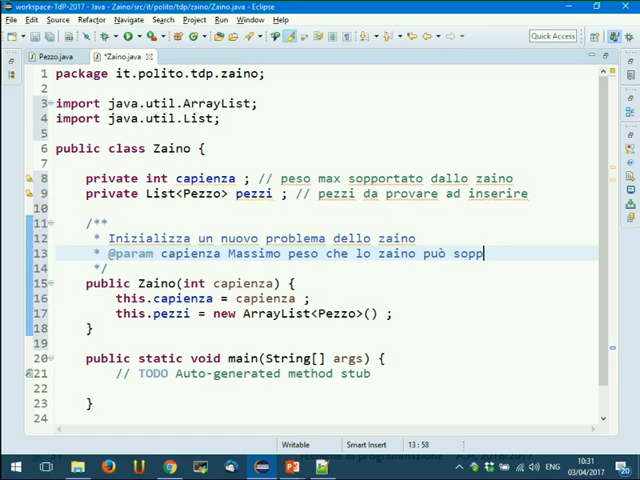 workspace-TdP-2017 - Java - Zaino/src/it/polito/tdp/zaino/Zaino.java - Eclipse
File Edit Source Refactor Navigate Search Project Run Window Help
Quick Access
Pezzo.java
*Zaino.java
1 package it.polito.tdp.zaino;
2
3 import java.util.ArrayList;
4 import java.util.List;
5
6 public class Zaino {
7
8 private int capienza ; // peso max sopportato dallo zaino
9 private List<Pezzo> pezzi ; // pezzi da provare ad inserire
10
11 /**
12 * Inizializza un nuovo problema dello zaino
13 * @param capienza Massimo peso che lo zaino può sopp
14 */
15 public Zaino(int capienza) {
16 this.capienza = capienza ;
17 this.pezzi = new ArrayList<Pezzo>() ;
18 }
19
20 public static void main(String[] args) {
21 // TODO Auto-generated method stub
22
23 }
24
Writable
Smart Insert
13 : 58
10:31
03/04/2017
20